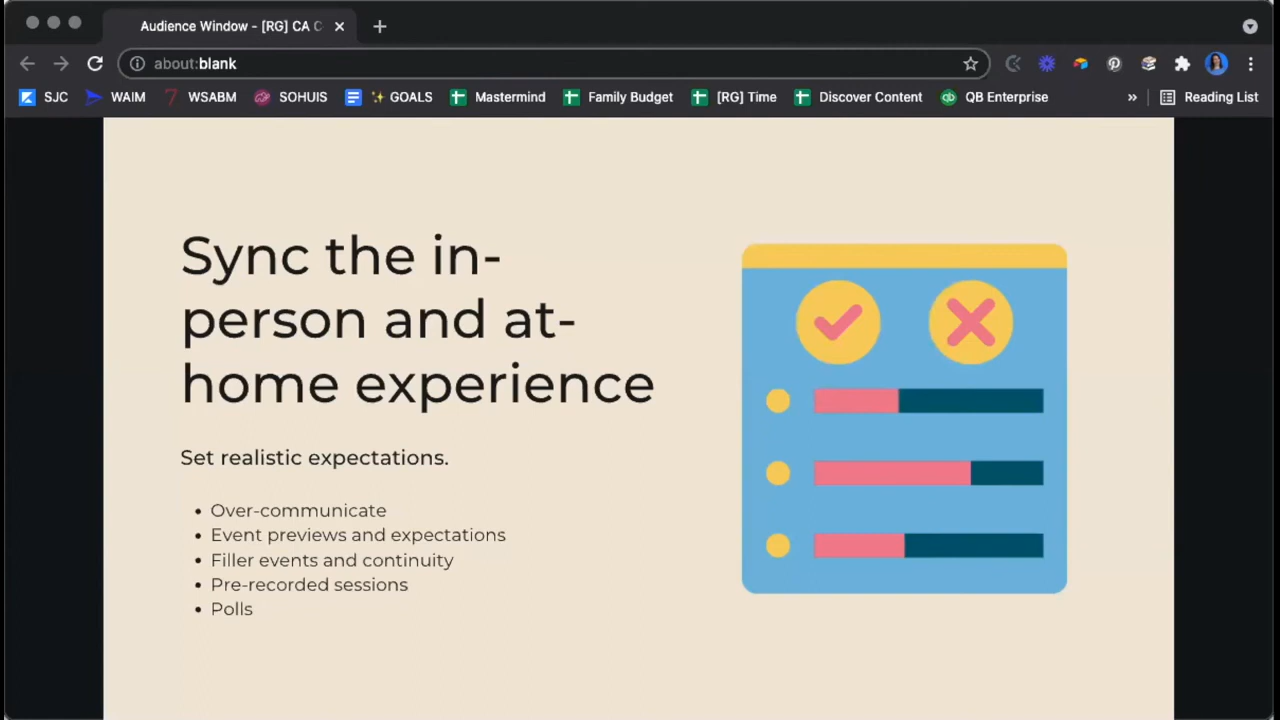 Audience Window - [RG] CA C
about:blank
SJC WAIM WSABM SOHUIS ✨ GOALS Mastermind Family Budget [RG] Time Discover Content QB Enterprise » Reading List
Sync the in-
person and at-
home experience
Set realistic expectations.
• Over-communicate
• Event previews and expectations
• Filler events and continuity
• Pre-recorded sessions
• Polls